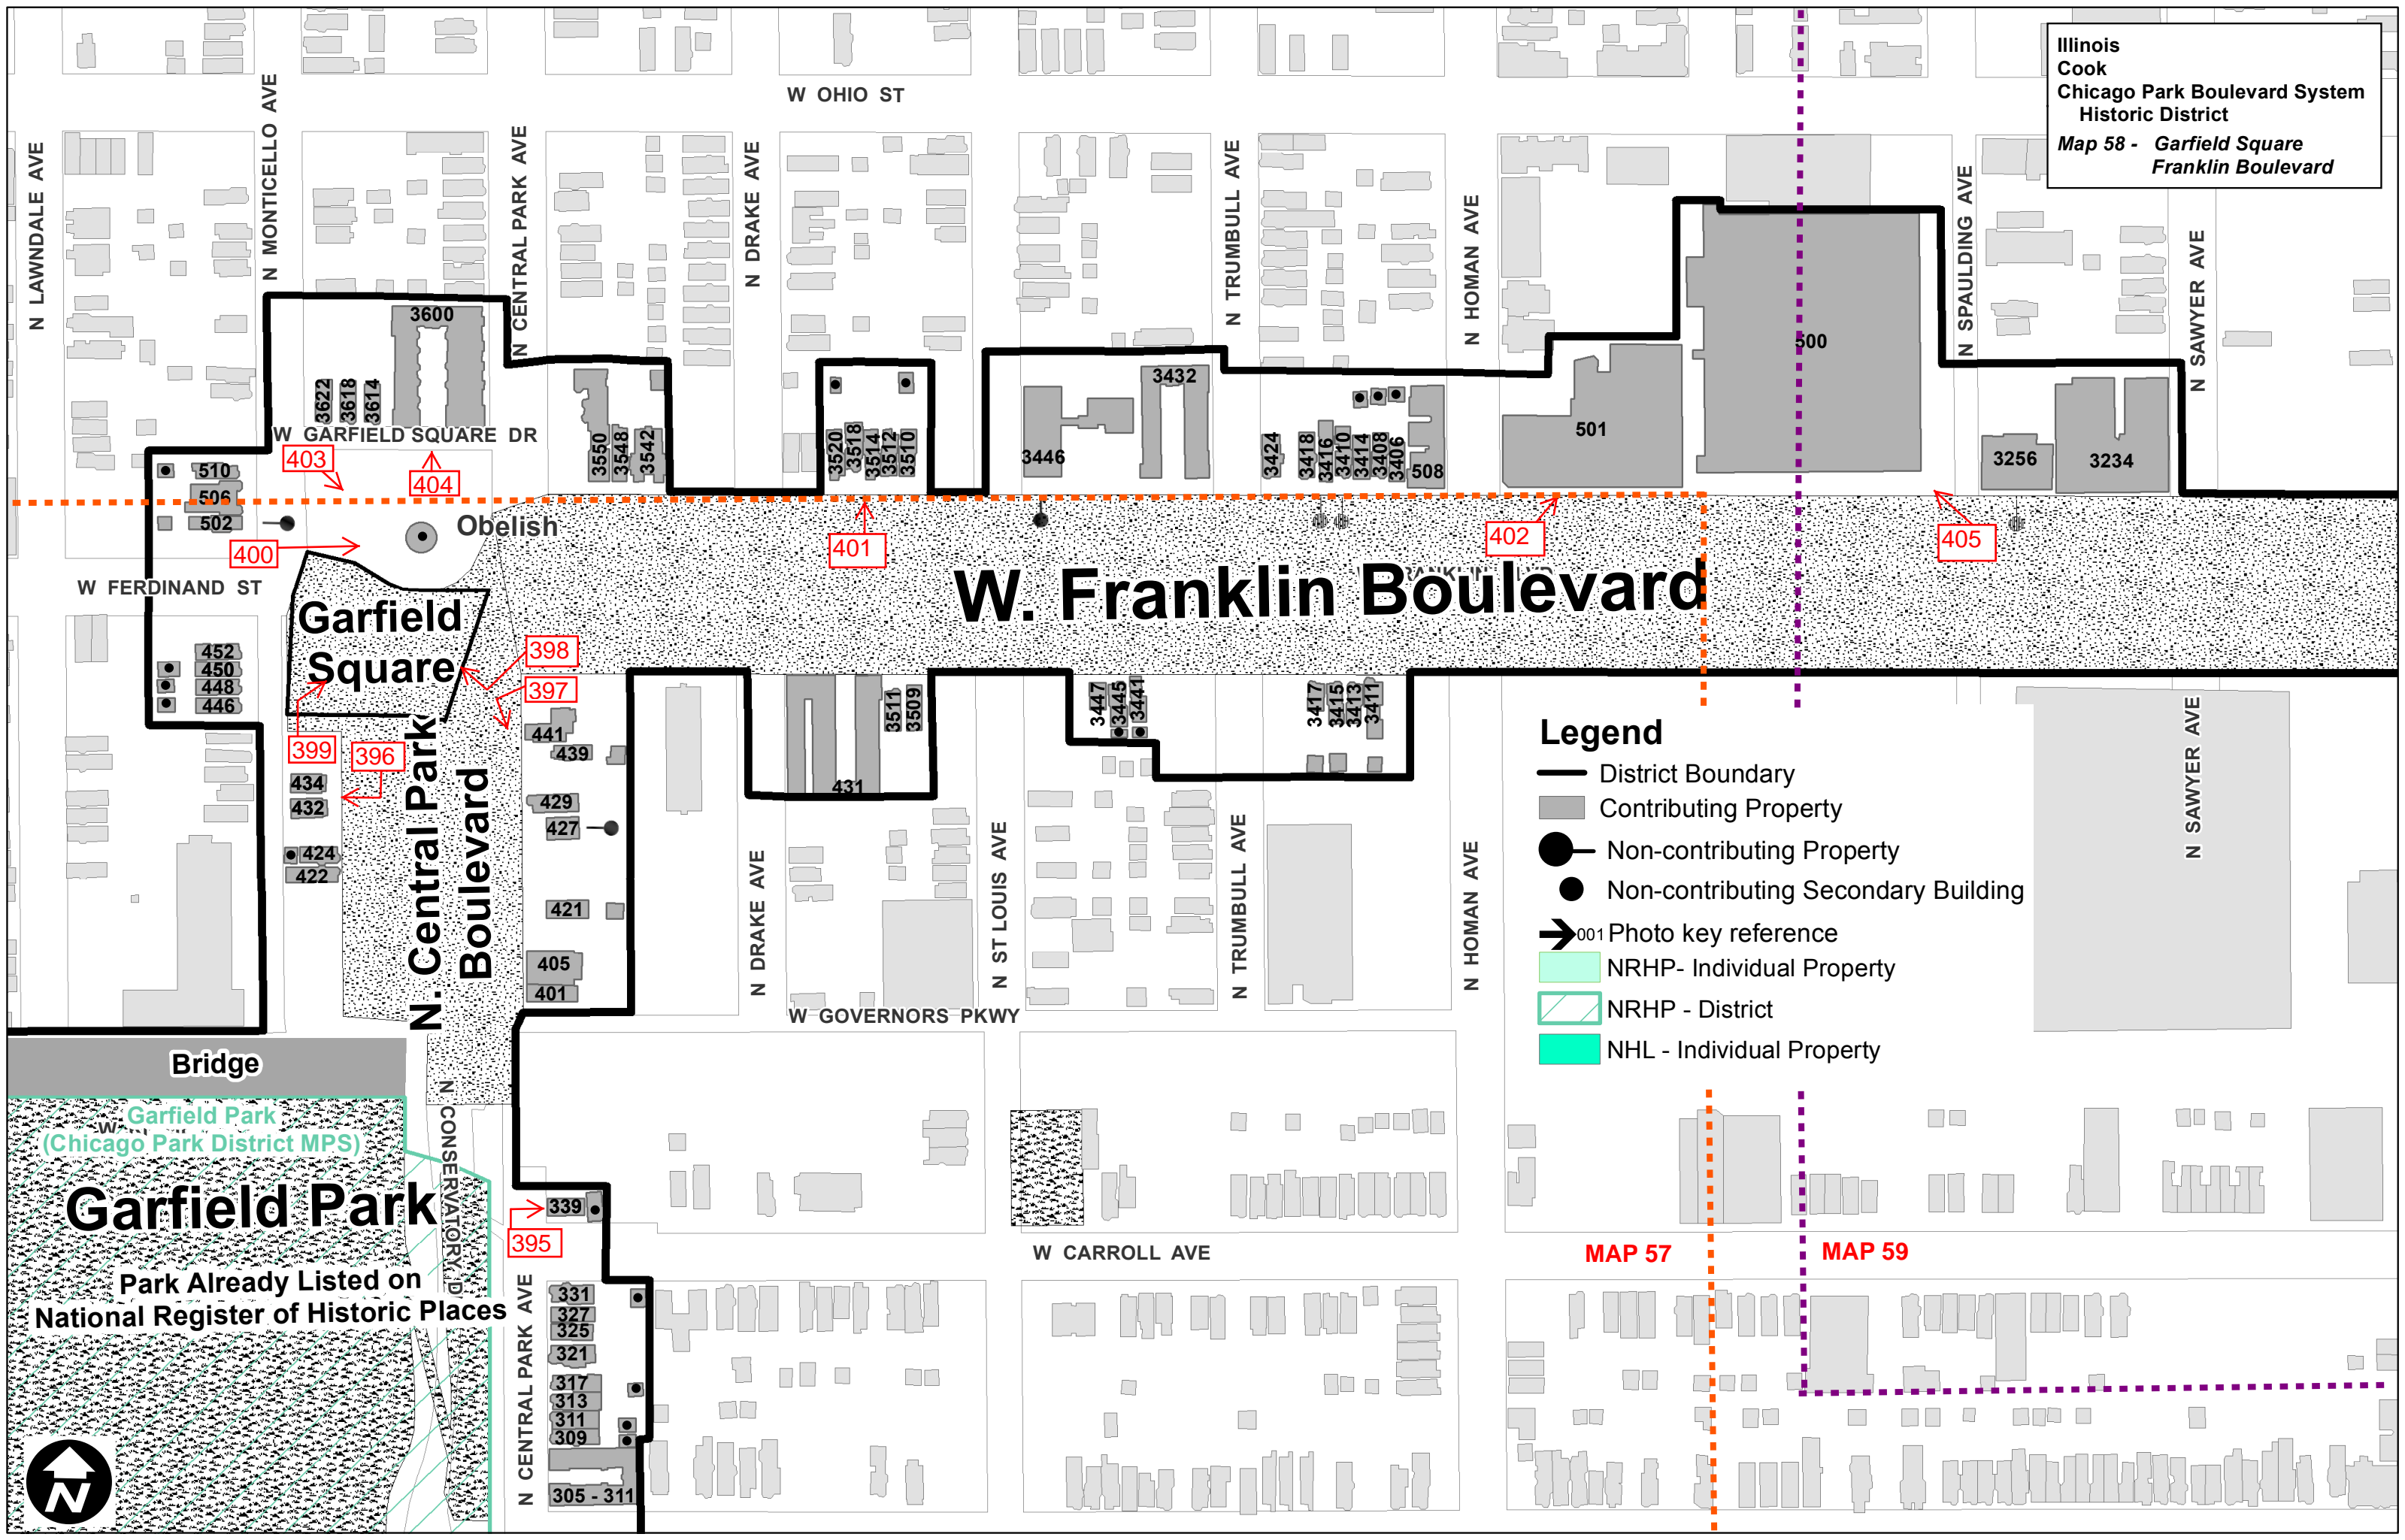 Illinois
Cook
Chicago Park Boulevard System
Historic District
Map 58 - Garfield Square
Franklin Boulevard
W OHIO ST
N LAWNDALE AVE
N MONTICELLO AVE
N CENTRAL PARK AVE
N DRAKE AVE
N TRUMBULL AVE
N HOMAN AVE
N SPAULDING AVE
N SAWYER AVE
3600
3622
3618
3614
W GARFIELD SQUARE DR
403
404
510
506
502
400
Obelish
W FERDINAND ST
3550
3548
3542
3520
3518
3514
3512
3510
401
3446
3432
3424
3418
3416
3410
3414
3408
3406
508
501
500
3256
3234
402
405
W. Franklin Boulevard
Garfield
Square
398
397
399
396
452
450
448
446
434
432
424
422
N. Central Park
Boulevard
441
439
429
427
421
405
401
431
3511
3509
3447
3445
3441
3417
3415
3413
3411
N DRAKE AVE
N ST LOUIS AVE
N TRUMBULL AVE
N HOMAN AVE
N SAWYER AVE
W GOVERNORS PKWY
Legend
District Boundary
Contributing Property
Non-contributing Property
Non-contributing Secondary Building
001 Photo key reference
NRHP- Individual Property
NRHP - District
NHL - Individual Property
Bridge
Garfield Park
(Chicago Park District MPS)
Garfield Park
Park Already Listed on
National Register of Historic Places
N CONSERVATORY D
339
395
W CARROLL AVE
MAP 57
MAP 59
N CENTRAL PARK AVE
331
327
325
321
317
313
311
309
305 - 311
N